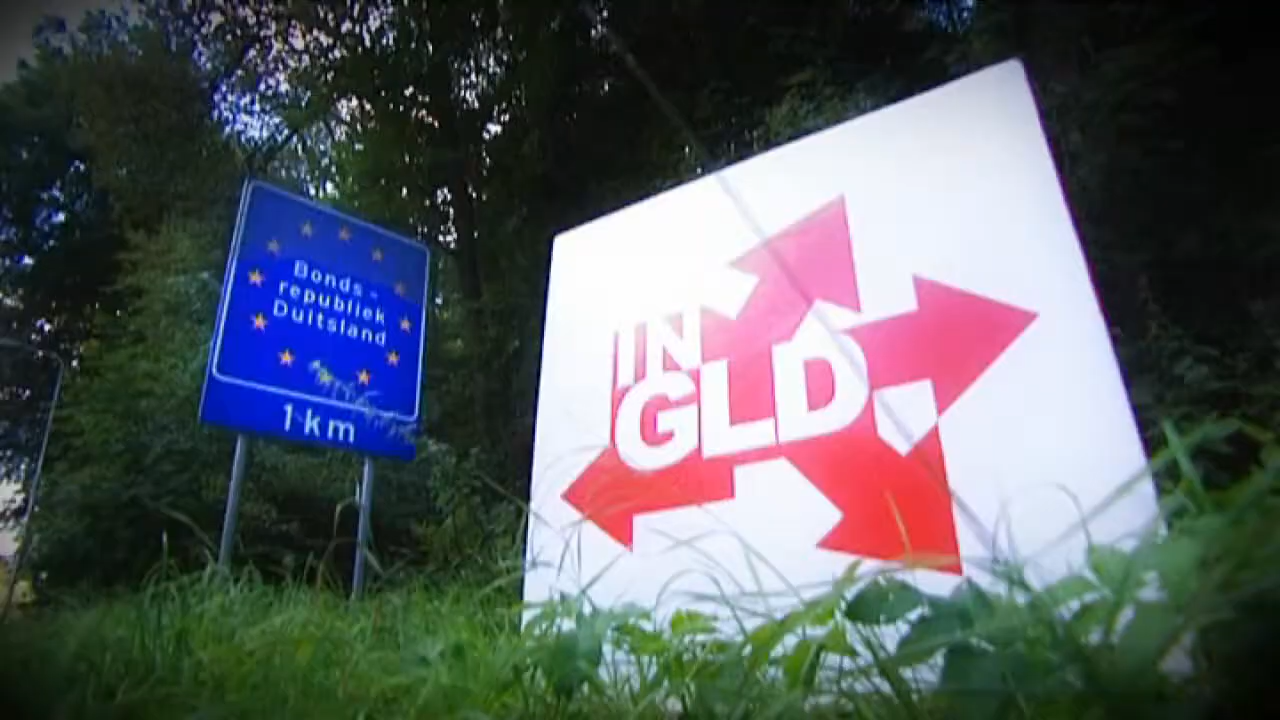 Bonds-
republiek
Duitsland
1 km
IN
GLD.